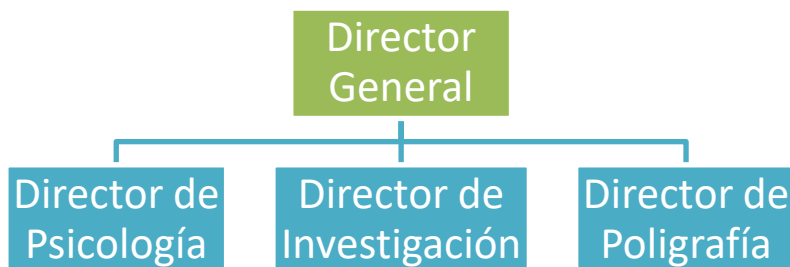 Director
General
Director de
Psicología
Director de
Investigación
Director de
Poligrafía